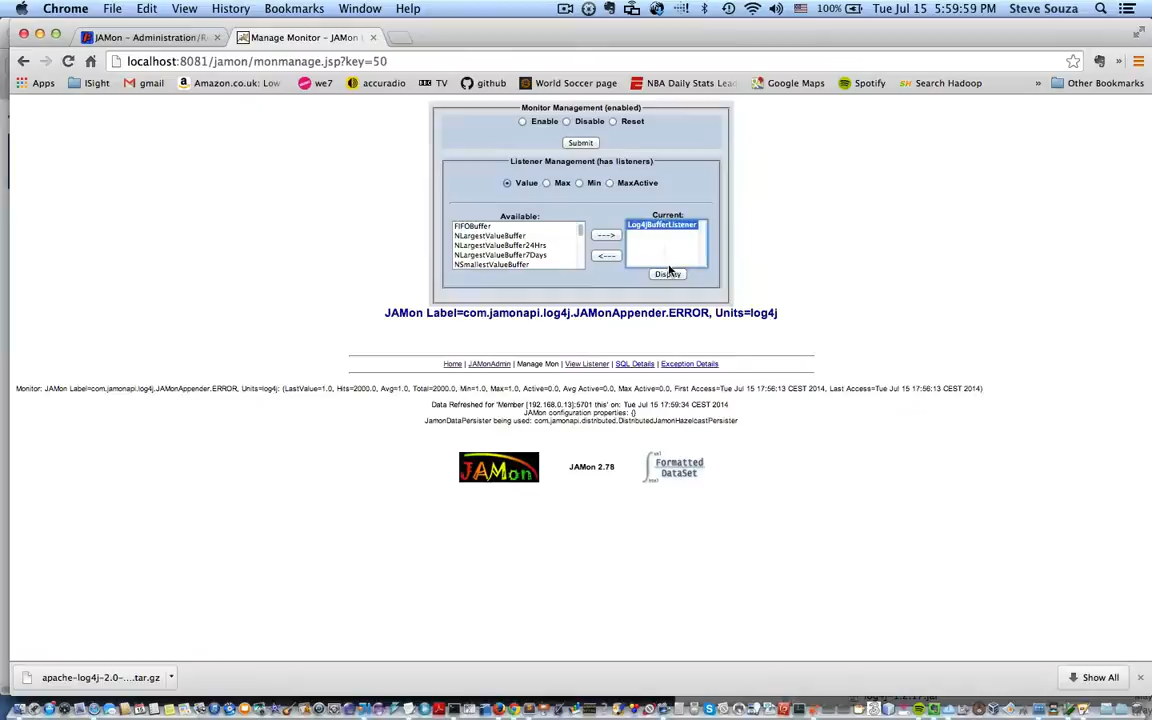 Chrome File Edit View History Bookmarks Window Help 100% Tue Jul 15 5:59:59 PM Steve Souza
JAMon - Administration/R Manage Monitor - JAMon
localhost:8081/jamon/monmanage.jsp?key=50
Apps ISight gmail Amazon.co.uk: Low we7 accuradio TV github World Soccer page NBA Daily Stats Lea Google Maps Spotify Search Hadoop » Other Bookmarks
Monitor Management (enabled)
Enable Disable Reset
Submit
Listener Management (has listeners)
Value Max Min MaxActive
Available: Current:
FIFOBuffer Log4JBufferListener
NLargestValueBuffer --->
NLargestValueBuffer24Hrs
NLargestValueBuffer7Days <---
NSmallestValueBuffer
Display
JAMon Label=com.jamonapi.log4j.JAMonAppender.ERROR, Units=log4j
Home | JAMonAdmin | Manage Mon | View Listener | SQL Details | Exception Details
Monitor: JAMon Label=com.jamonapi.log4j.JAMonAppender.ERROR, Units=log4j: (LastValue=1.0, Hits=2000.0, Avg=1.0, Total=2000.0, Min=1.0, Max=1.0, Active=0.0, Avg Active=0.0, Max Active=0.0, First Access=Tue Jul 15 17:56:13 CEST 2014, Last Access=Tue Jul 15 17:56:13 CEST 2014)
Data Refreshed for 'Member [192.168.0.13]:5701 this' on: Tue Jul 15 17:59:34 CEST 2014
JAMon configuration properties: {}
JamonDataPersister being used: com.jamonapi.distributed.DistributedJamonHazelcastPersister
JAMon JAMon 2.78 Formatted DataSet
apache-log4j-2.0-....tar.gz Show All